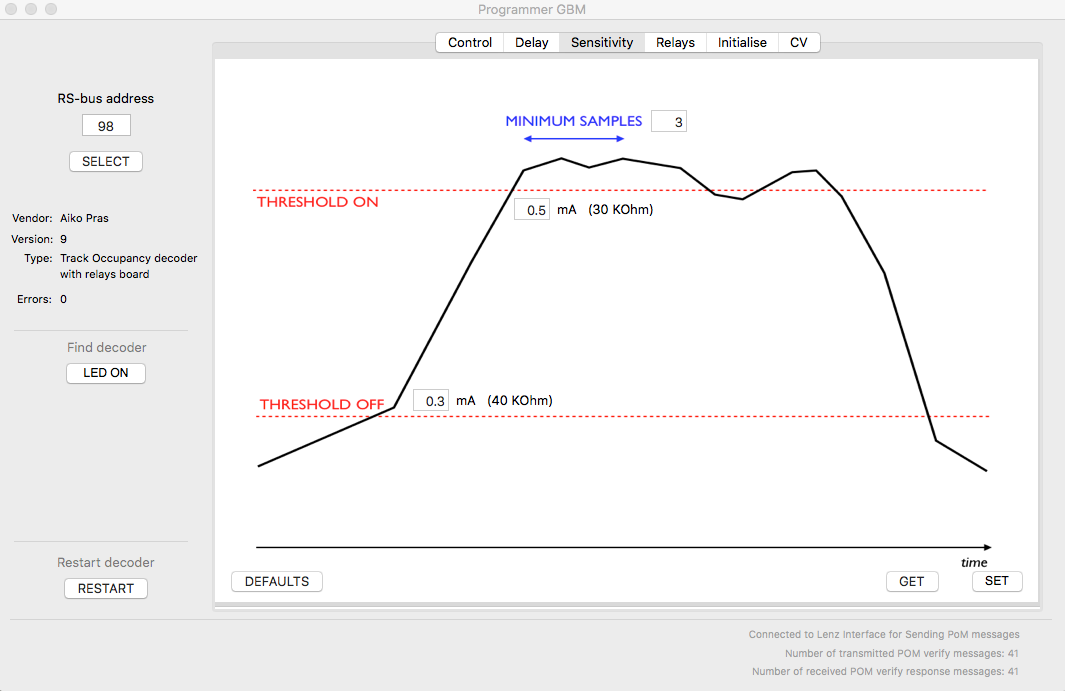 Programmer GBM
Control Delay Sensitivity Relays Initialise CV
RS-bus address
98
SELECT
Vendor: Aiko Pras
Version: 9
Type: Track Occupancy decoder
with relays board
Errors: 0
Find decoder
LED ON
Restart decoder
RESTART
MINIMUM SAMPLES 3
THRESHOLD ON
0.5 mA (30 KOhm)
THRESHOLD OFF
0.3 mA (40 KOhm)
time
DEFAULTS GET SET
Connected to Lenz Interface for Sending PoM messages
Number of transmitted POM verify messages: 41
Number of received POM verify response messages: 41